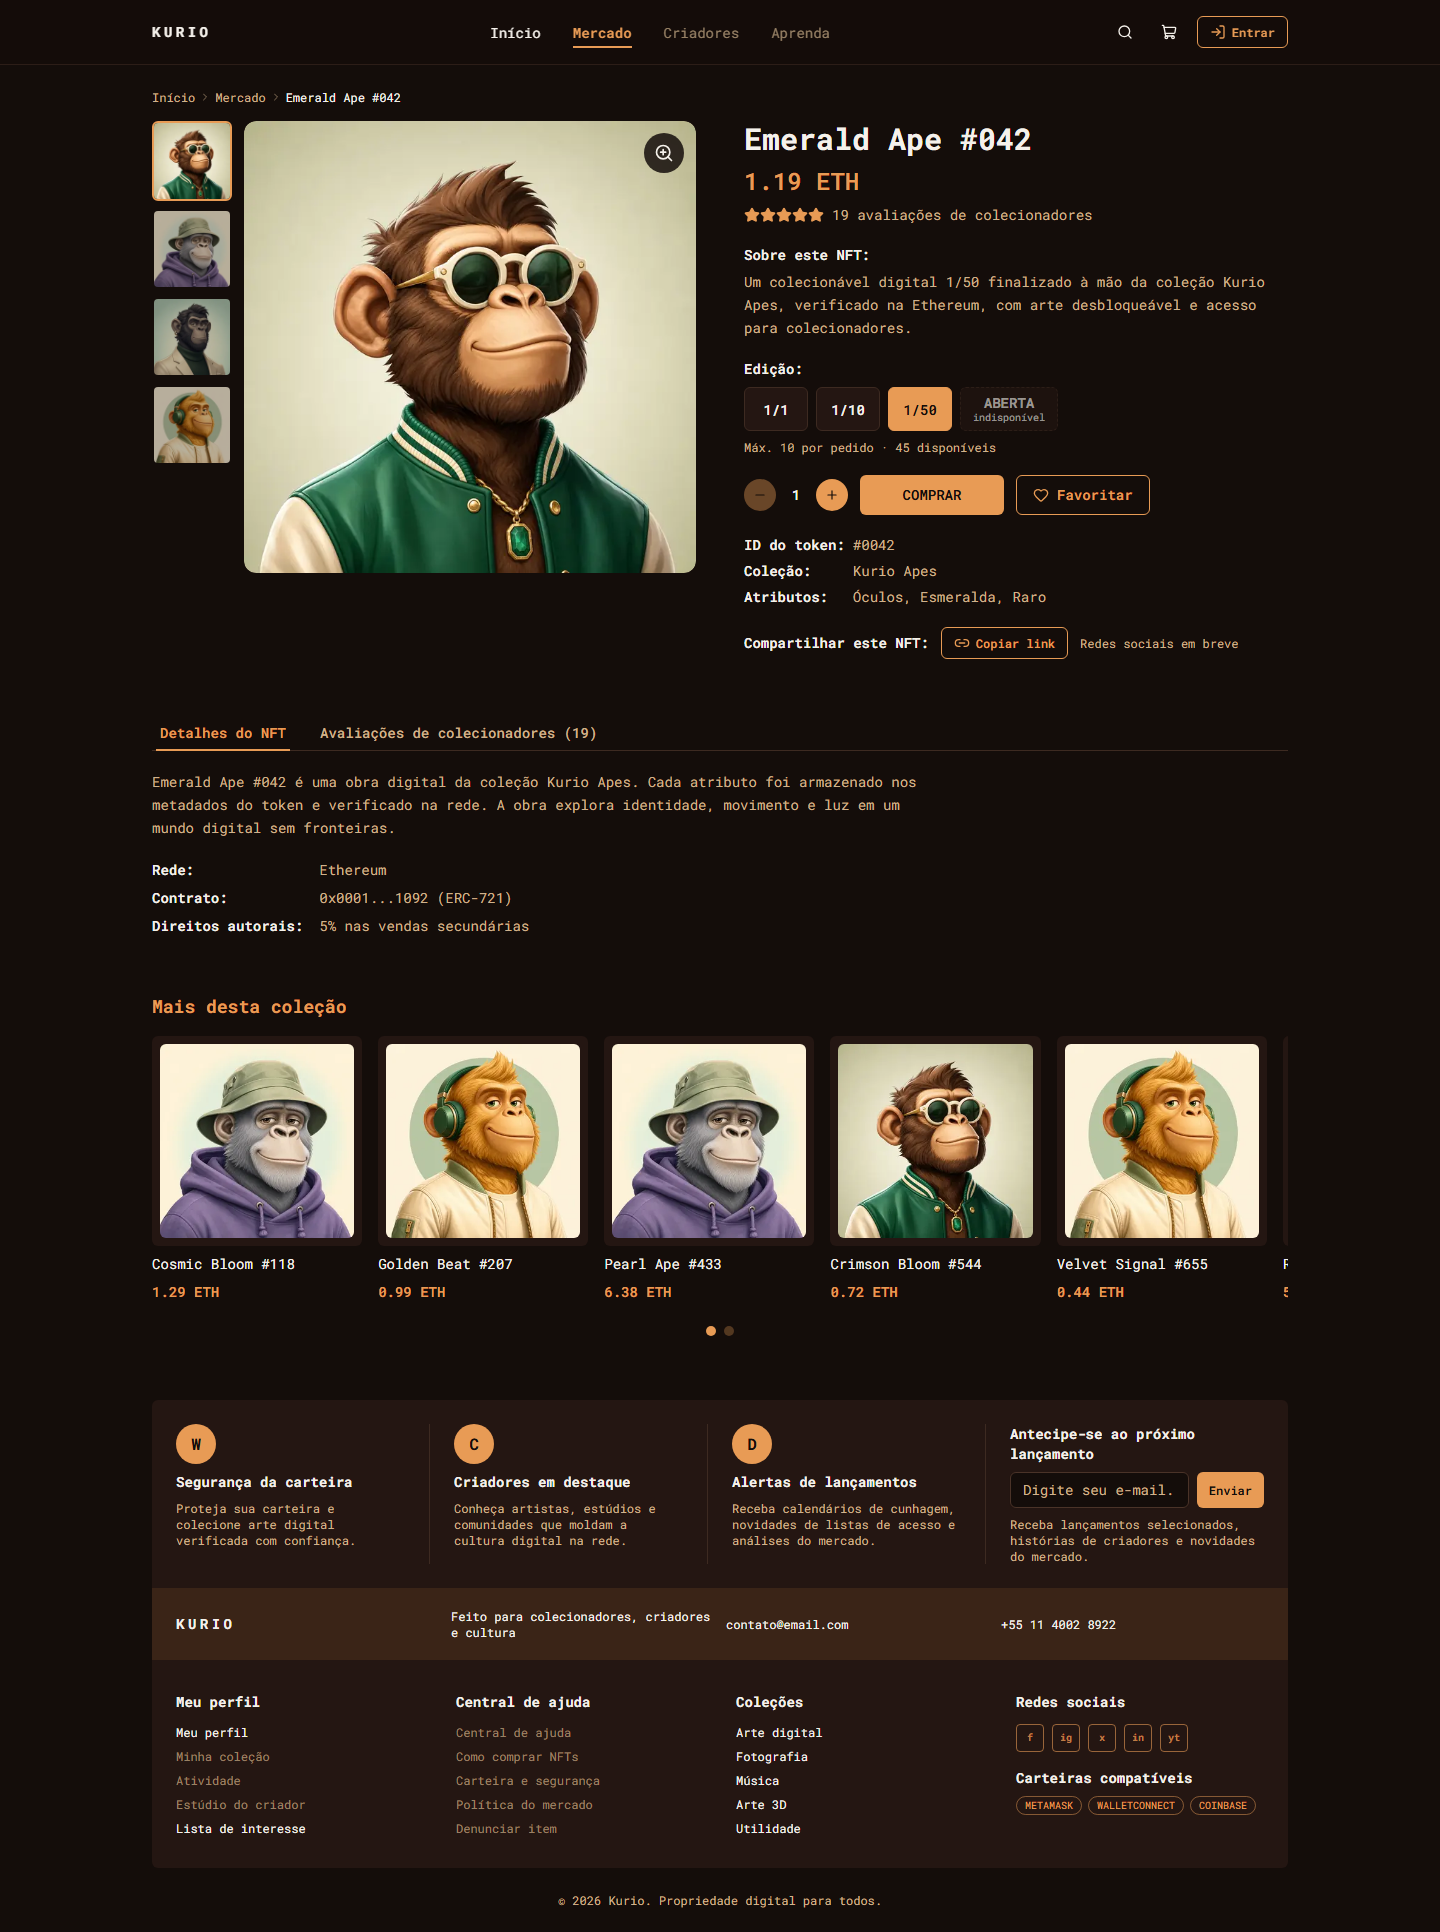 KURIO
Início
Mercado
Criadores
Aprenda
Entrar
Início > Mercado > Emerald Ape #042
Emerald Ape #042
1.19 ETH
19 avaliações de colecionadores
Sobre este NFT:
Um colecionável digital 1/50 finalizado à mão da coleção Kurio
Apes, verificado na Ethereum, com arte desbloqueável e acesso
para colecionadores.
Edição:
1/1
1/10
1/50
ABERTA
indisponível
Máx. 10 por pedido · 45 disponíveis
− 1 +
COMPRAR
Favoritar
ID do token: #0042
Coleção: Kurio Apes
Atributos: Óculos, Esmeralda, Raro
Compartilhar este NFT:
Copiar link
Redes sociais em breve
Detalhes do NFT
Avaliações de colecionadores (19)
Emerald Ape #042 é uma obra digital da coleção Kurio Apes. Cada atributo foi armazenado nos
metadados do token e verificado na rede. A obra explora identidade, movimento e luz em um
mundo digital sem fronteiras.
Rede: Ethereum
Contrato: 0x0001...1092 (ERC-721)
Direitos autorais: 5% nas vendas secundárias
Mais desta coleção
Cosmic Bloom #118
1.29 ETH
Golden Beat #207
0.99 ETH
Pearl Ape #433
6.38 ETH
Crimson Bloom #544
0.72 ETH
Velvet Signal #655
0.44 ETH
W
Segurança da carteira
Proteja sua carteira e
colecione arte digital
verificada com confiança.
C
Criadores em destaque
Conheça artistas, estúdios e
comunidades que moldam a
cultura digital na rede.
D
Alertas de lançamentos
Receba calendários de cunhagem,
novidades de listas de acesso e
análises do mercado.
Antecipe-se ao próximo
lançamento
Digite seu e-mail.
Enviar
Receba lançamentos selecionados,
histórias de criadores e novidades
do mercado.
KURIO
Feito para colecionadores, criadores
e cultura
contato@email.com
+55 11 4002 8922
Meu perfil
Meu perfil
Minha coleção
Atividade
Estúdio do criador
Lista de interesse
Central de ajuda
Central de ajuda
Como comprar NFTs
Carteira e segurança
Política do mercado
Denunciar item
Coleções
Arte digital
Fotografia
Música
Arte 3D
Utilidade
Redes sociais
f
ig
x
in
yt
Carteiras compatíveis
METAMASK
WALLETCONNECT
COINBASE
© 2026 Kurio. Propriedade digital para todos.